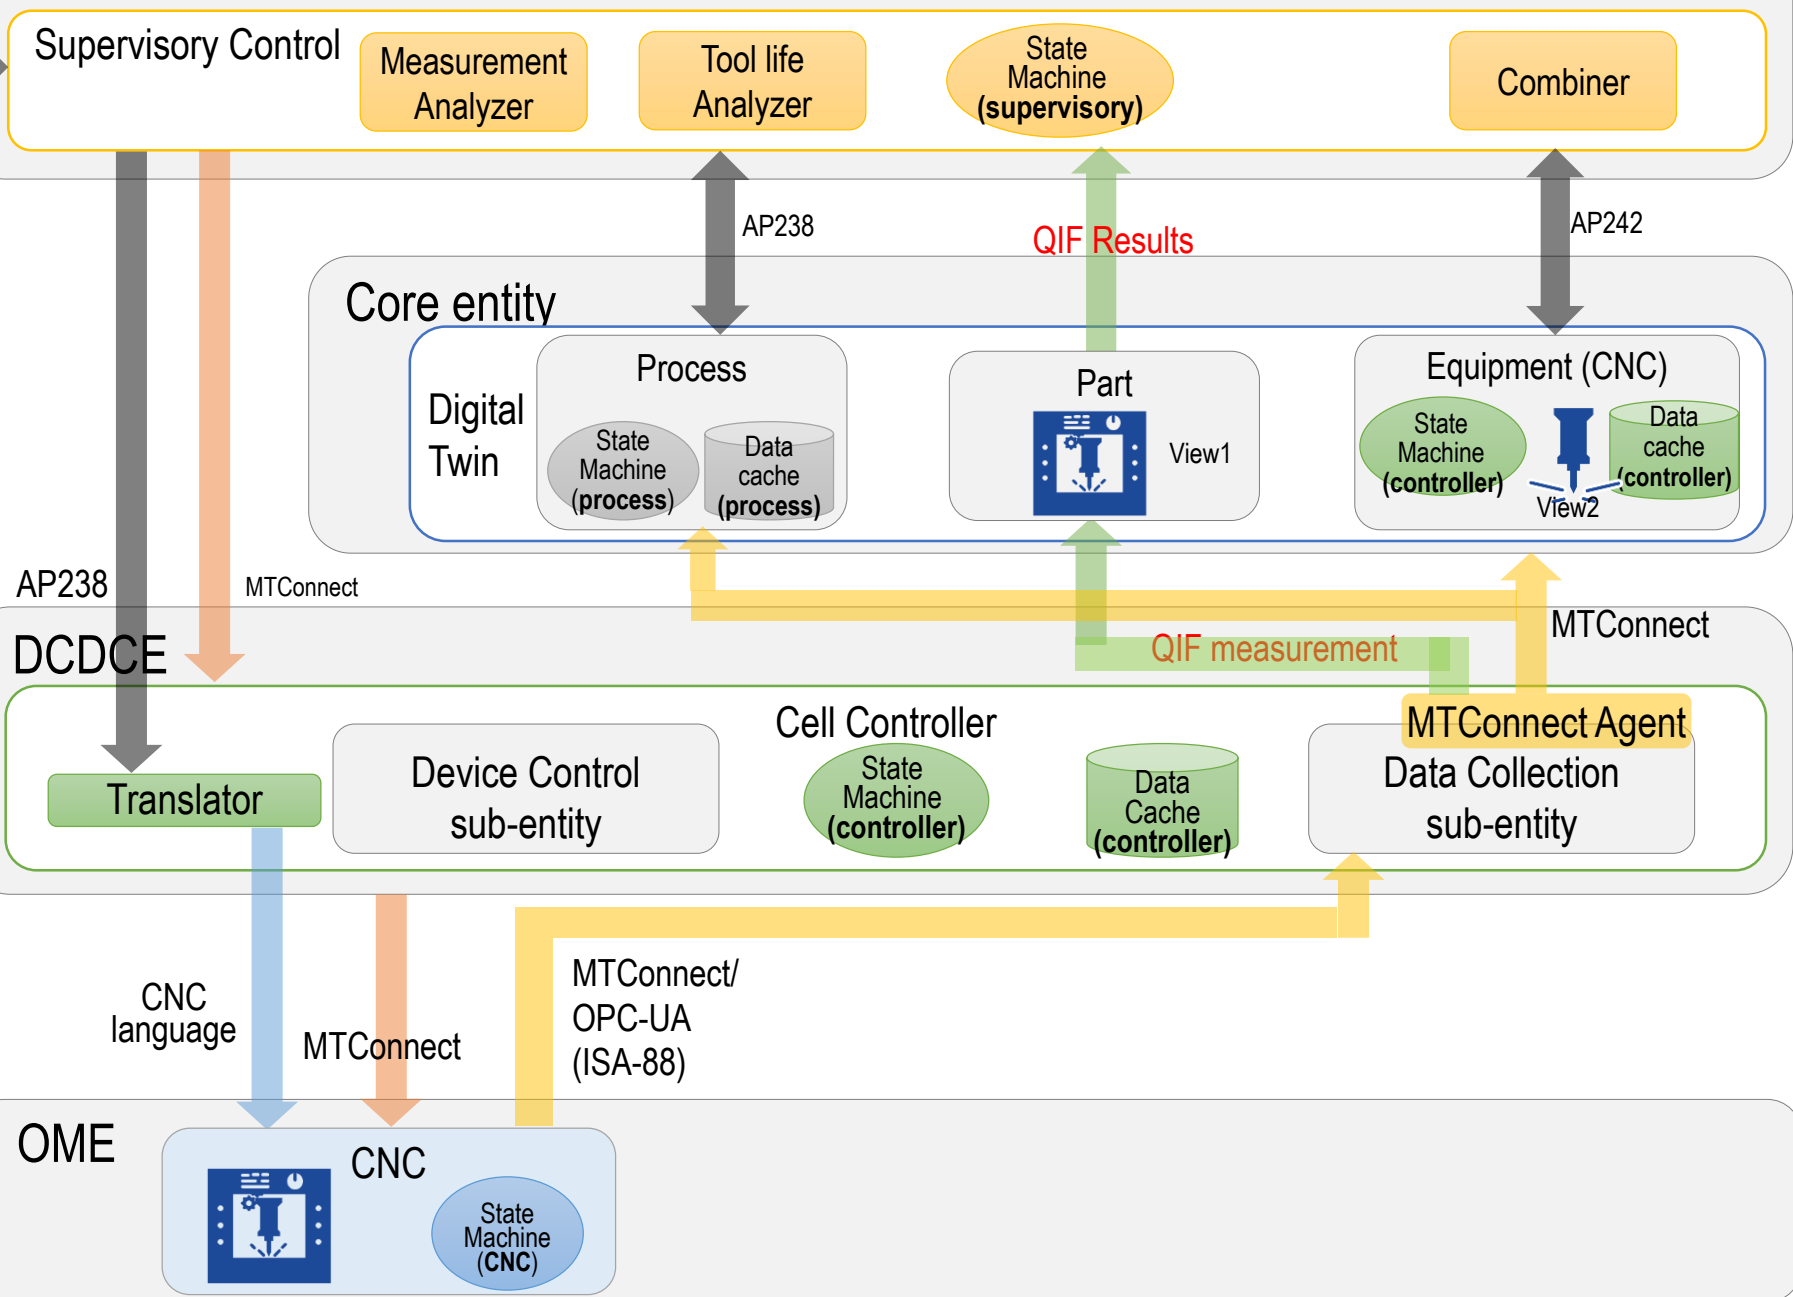 Supervisory Control
Measurement
Analyzer
Tool life
Analyzer
State
Machine
(supervisory)
Combiner
AP238
QIF Results
AP242
Core entity
Digital
Twin
Process
State
Machine
(process)
Data
cache
(process)
Part
View1
Equipment (CNC)
State
Machine
(controller)
View2
Data
cache
(controller)
AP238
MTConnect
MTConnect
QIF measurement
DCDCE
Cell Controller
MTConnect Agent
Translator
Device Control
sub-entity
State
Machine
(controller)
Data
Cache
(controller)
Data Collection
sub-entity
CNC
language
MTConnect
MTConnect/
OPC-UA
(ISA-88)
OME
CNC
State
Machine
(CNC)